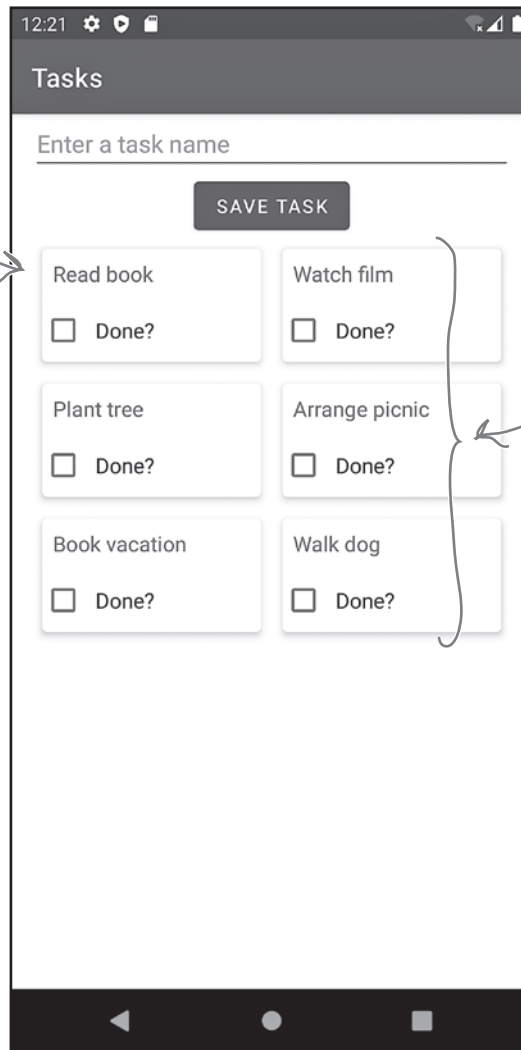 12:21
Tasks
Enter a task name
SAVE TASK
Read book
Watch film
Done?
Done?
Plant tree
Arrange picnic
Done?
Done?
Book vacation
Walk dog
Done?
Done?